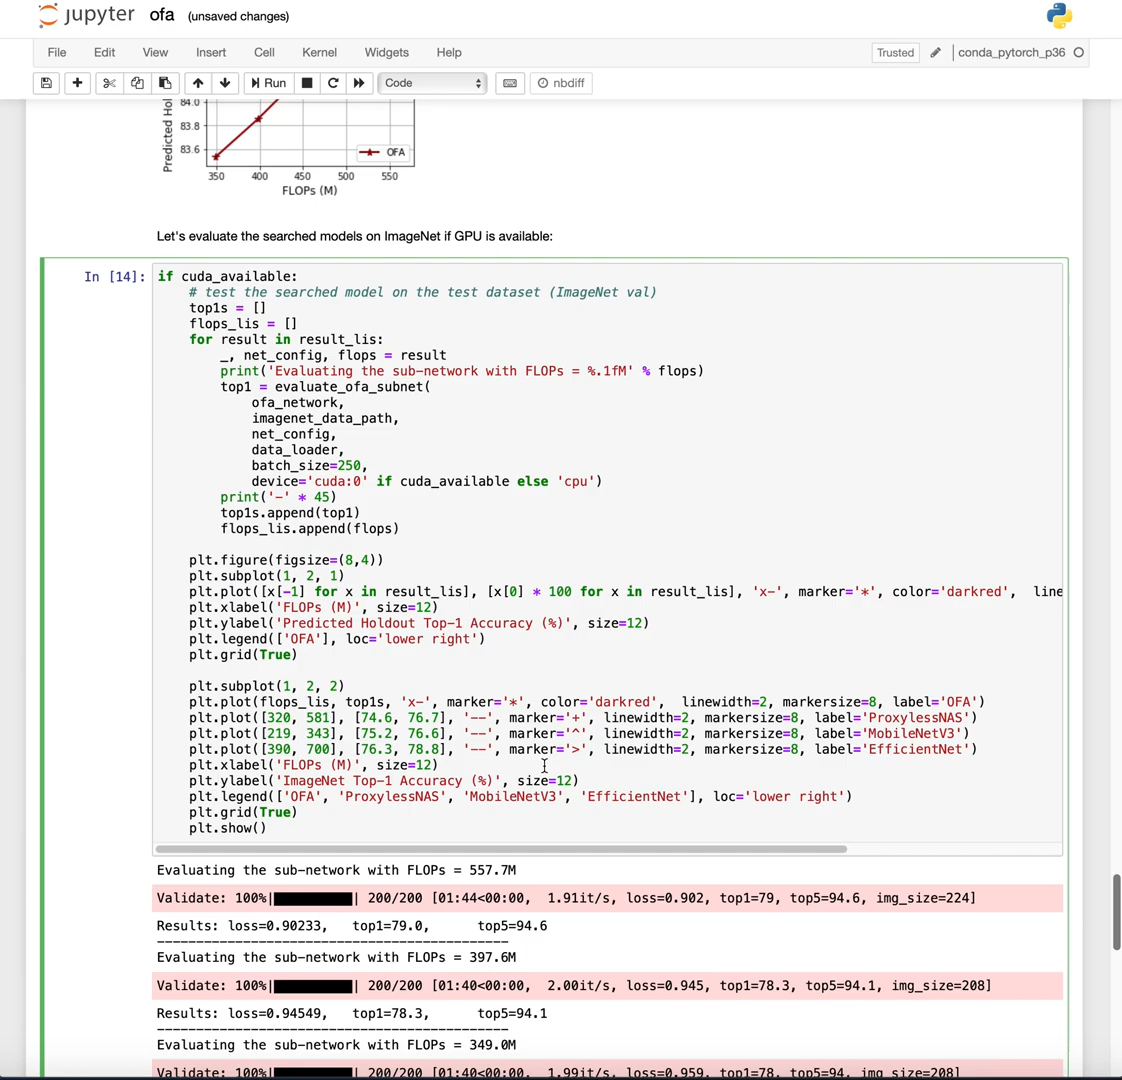 jupyter ofa (unsaved changes)
File Edit View Insert Cell Kernel Widgets Help
Trusted conda_pytorch_p36
Run Code nbdiff
84.0
83.8
83.6
Predicted Hol
OFA
350 400 450 500 550
FLOPs (M)
Let's evaluate the searched models on ImageNet if GPU is available:
In [14]: if cuda_available:
    # test the searched model on the test dataset (ImageNet val)
    top1s = []
    flops_lis = []
    for result in result_lis:
        _, net_config, flops = result
        print('Evaluating the sub-network with FLOPs = %.1fM' % flops)
        top1 = evaluate_ofa_subnet(
            ofa_network,
            imagenet_data_path,
            net_config,
            data_loader,
            batch_size=250,
            device='cuda:0' if cuda_available else 'cpu')
        print('-' * 45)
        top1s.append(top1)
        flops_lis.append(flops)
    plt.figure(figsize=(8,4))
    plt.subplot(1, 2, 1)
    plt.plot([x[-1] for x in result_lis], [x[0] * 100 for x in result_lis], 'x-', marker='*', color='darkred',  line
    plt.xlabel('FLOPs (M)', size=12)
    plt.ylabel('Predicted Holdout Top-1 Accuracy (%)', size=12)
    plt.legend(['OFA'], loc='lower right')
    plt.grid(True)
    plt.subplot(1, 2, 2)
    plt.plot(flops_lis, top1s, 'x-', marker='*', color='darkred',  linewidth=2, markersize=8, label='OFA')
    plt.plot([320, 581], [74.6, 76.7], '--', marker='+', linewidth=2, markersize=8, label='ProxylessNAS')
    plt.plot([219, 343], [75.2, 76.6], '--', marker='^', linewidth=2, markersize=8, label='MobileNetV3')
    plt.plot([390, 700], [76.3, 78.8], '--', marker='>', linewidth=2, markersize=8, label='EfficientNet')
    plt.xlabel('FLOPs (M)', size=12)
    plt.ylabel('ImageNet Top-1 Accuracy (%)', size=12)
    plt.legend(['OFA', 'ProxylessNAS', 'MobileNetV3', 'EfficientNet'], loc='lower right')
    plt.grid(True)
    plt.show()
Evaluating the sub-network with FLOPs = 557.7M
Validate: 100%|██████████| 200/200 [01:44<00:00,  1.91it/s, loss=0.902, top1=79, top5=94.6, img_size=224]
Results: loss=0.90233,   top1=79.0,      top5=94.6
---------------------------------------------
Evaluating the sub-network with FLOPs = 397.6M
Validate: 100%|██████████| 200/200 [01:40<00:00,  2.00it/s, loss=0.945, top1=78.3, top5=94.1, img_size=208]
Results: loss=0.94549,   top1=78.3,      top5=94.1
---------------------------------------------
Evaluating the sub-network with FLOPs = 349.0M
Validate: 100%|██████████| 200/200 [01:40<00:00,  1.99it/s, loss=0.959, top1=78, top5=94, img_size=208]